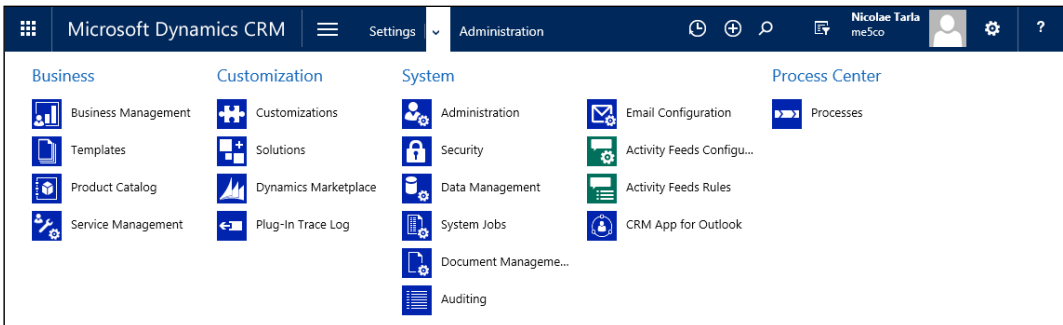 Microsoft Dynamics CRM
Settings
Administration
Nicolae Tarla
me5co
?
Business
Business Management
Templates
Product Catalog
Service Management
Customization
Customizations
Solutions
Dynamics Marketplace
Plug-In Trace Log
System
Administration
Security
Data Management
System Jobs
Document Manageme...
Auditing
Email Configuration
Activity Feeds Configu...
Activity Feeds Rules
CRM App for Outlook
Process Center
Processes